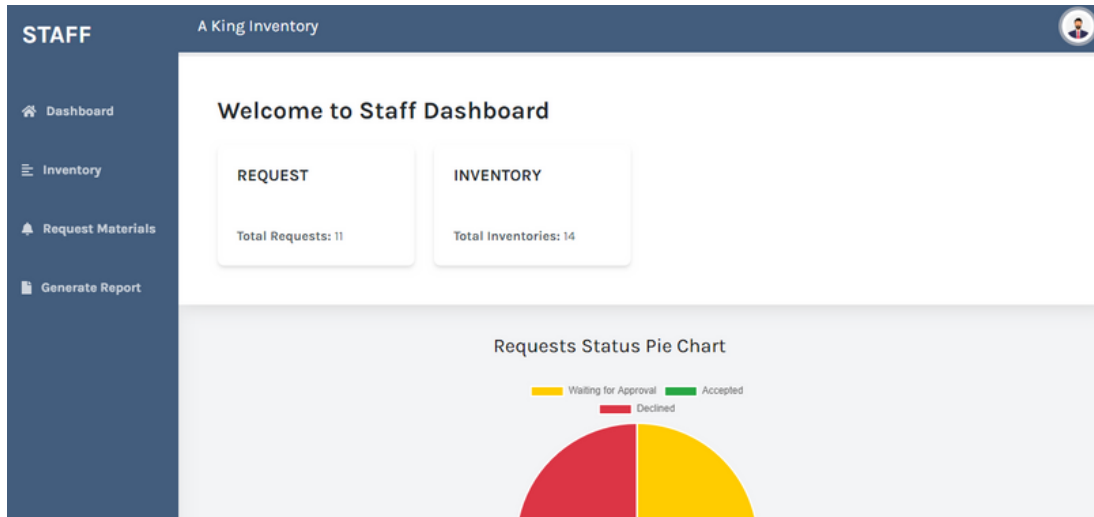 STAFF
A King Inventory
Dashboard
Inventory
Request Materials
Generate Report
Welcome to Staff Dashboard
REQUEST
Total Requests: 11
INVENTORY
Total Inventories: 14
Requests Status Pie Chart
Waiting for Approval Accepted
Declined